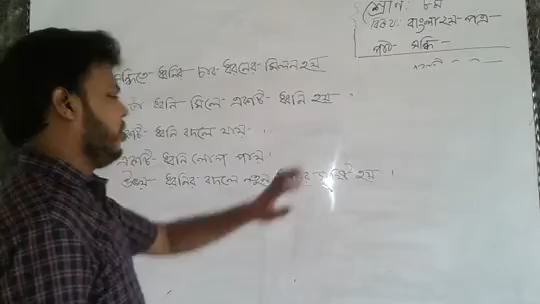 শ্রেণি: ৮ম
বিষয়: বাংলা ২য় পত্র
পাঠ: সন্ধি
সন্ধিতে ধ্বনির চার ধরনের মিলন হয়
ধ্বনি মিলে একটি ধ্বনি হয়।
একটি ধ্বনি বদলে যায়।
একটি ধ্বনি লোপ পায়।
উভয় ধ্বনির বদলে নতুন সৃষ্টি হয়।